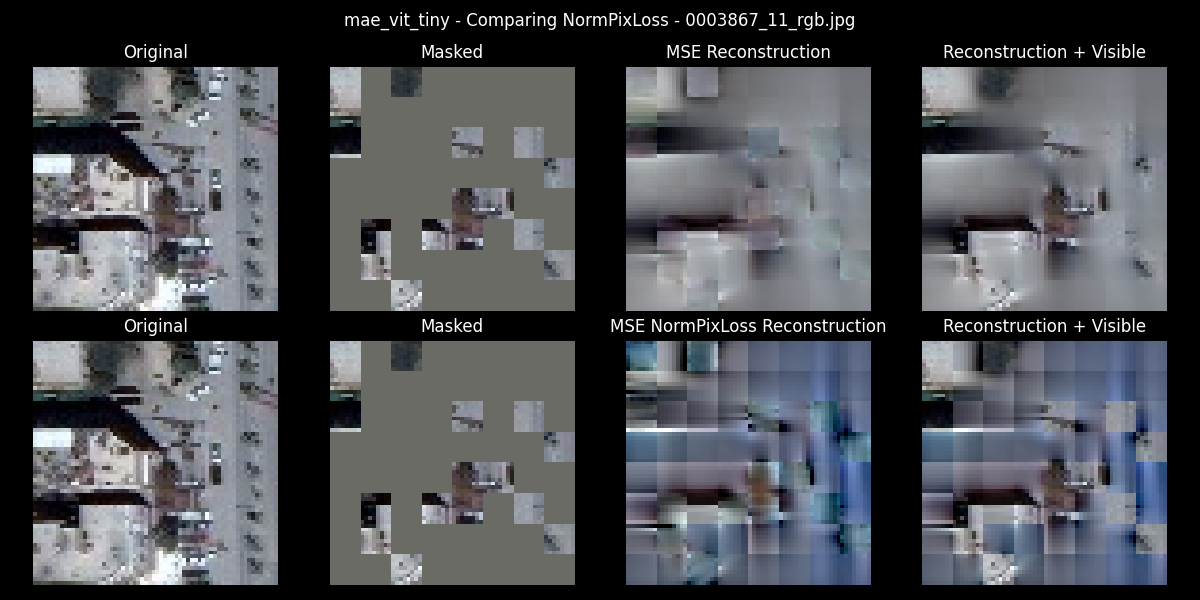 mae_vit_tiny - Comparing NormPixLoss - 0003867_11_rgb.jpg
Original
Masked
MSE Reconstruction
Reconstruction + Visible
Original
Masked
MSE NormPixLoss Reconstruction
Reconstruction + Visible